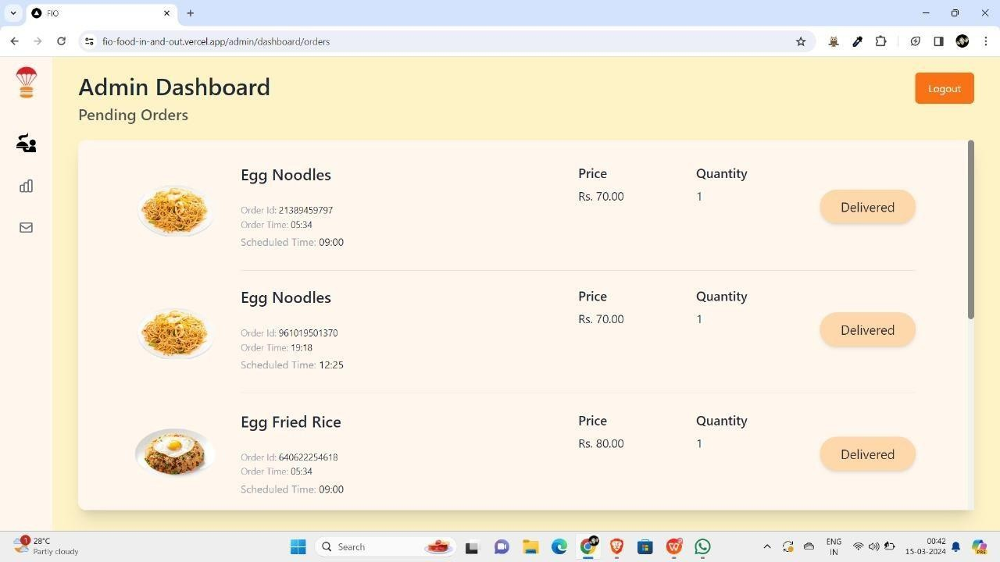 FIO
fio-food-in-and-out.vercel.app/admin/dashboard/orders
Admin Dashboard
Logout
Pending Orders
Egg Noodles
Price
Quantity
Rs. 70.00
1
Order Id: 21389459797
Order Time: 05:34
Scheduled Time: 09:00
Delivered
Egg Noodles
Price
Quantity
Rs. 70.00
1
Order Id: 961019501370
Order Time: 19:18
Scheduled Time: 12:25
Delivered
Egg Fried Rice
Price
Quantity
Rs. 80.00
1
Order Id: 640622254618
Order Time: 05:34
Scheduled Time: 09:00
Delivered
1
28°C
Partly cloudy
Search
ENG
IN
00:42
15-03-2024
PRE